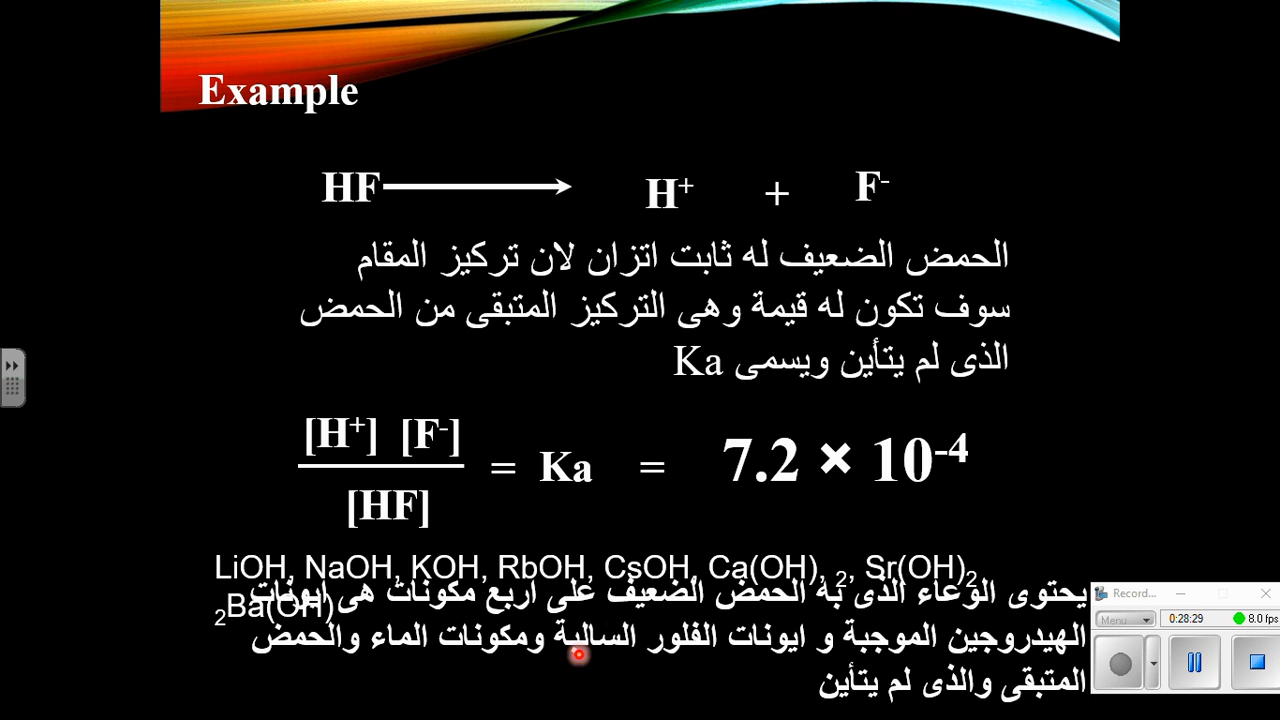 Example
HF → H⁺ + F⁻
الحمض الضعيف له ثابت اتزان لان تركيز المقام
سوف تكون له قيمة وهى التركيز المتبقى من الحمض
الذى لم يتأين ويسمى Ka
[H⁺] [F⁻]
= Ka = 7.2 × 10⁻⁴
[HF]
LiOH, NaOH, KOH, RbOH, CsOH, Ca(OH), ₂, Sr(OH)₂
₂Ba(OH)
يحتوى الوعاء الذى به الحمض الضعيف على اربع مكونات هى ايونات
الهيدروجين الموجبة و ايونات الفلور السالبة ومكونات الماء والحمض
المتبقى والذى لم يتأين
Record...
Menu
0:28:29
8.0 fps